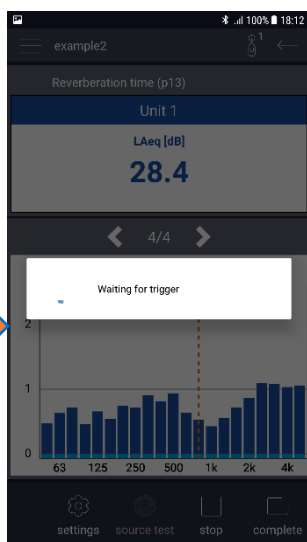 100% 18:12
example2
1
Reverberation time (p13)
Unit 1
LAeq [dB]
28.4
4/4
Waiting for trigger
2
1
0
63 125 250 500 1k 2k 4k
settings source test stop complete